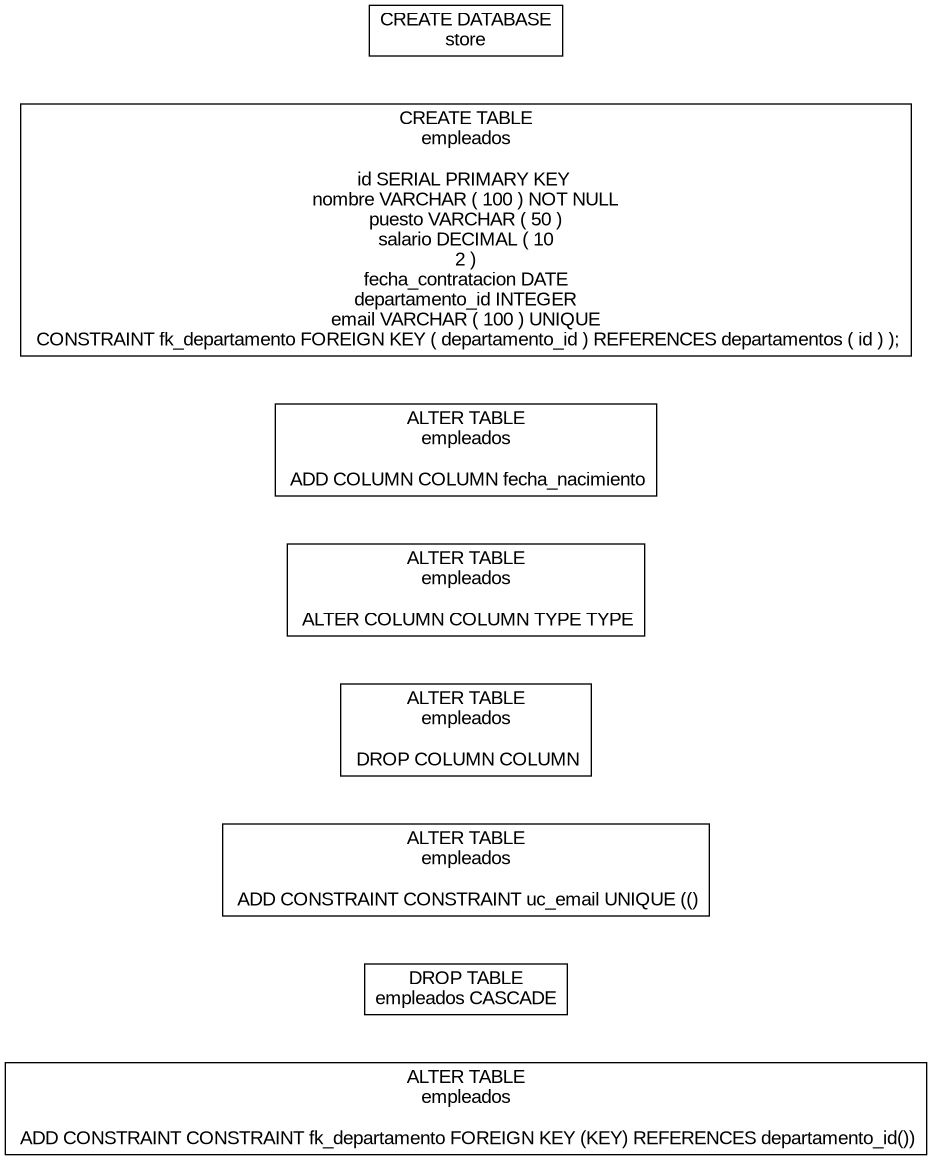 CREATE DATABASE
store
CREATE TABLE
empleados
id SERIAL PRIMARY KEY
nombre VARCHAR ( 100 ) NOT NULL
puesto VARCHAR ( 50 )
salario DECIMAL ( 10
2 )
fecha_contratacion DATE
departamento_id INTEGER
email VARCHAR ( 100 ) UNIQUE
CONSTRAINT fk_departamento FOREIGN KEY ( departamento_id ) REFERENCES departamentos ( id ) );
ALTER TABLE
empleados
ADD COLUMN COLUMN fecha_nacimiento
ALTER TABLE
empleados
ALTER COLUMN COLUMN TYPE TYPE
ALTER TABLE
empleados
DROP COLUMN COLUMN
ALTER TABLE
empleados
ADD CONSTRAINT CONSTRAINT uc_email UNIQUE (()
DROP TABLE
empleados CASCADE
ALTER TABLE
empleados
ADD CONSTRAINT CONSTRAINT fk_departamento FOREIGN KEY (KEY) REFERENCES departamento_id())